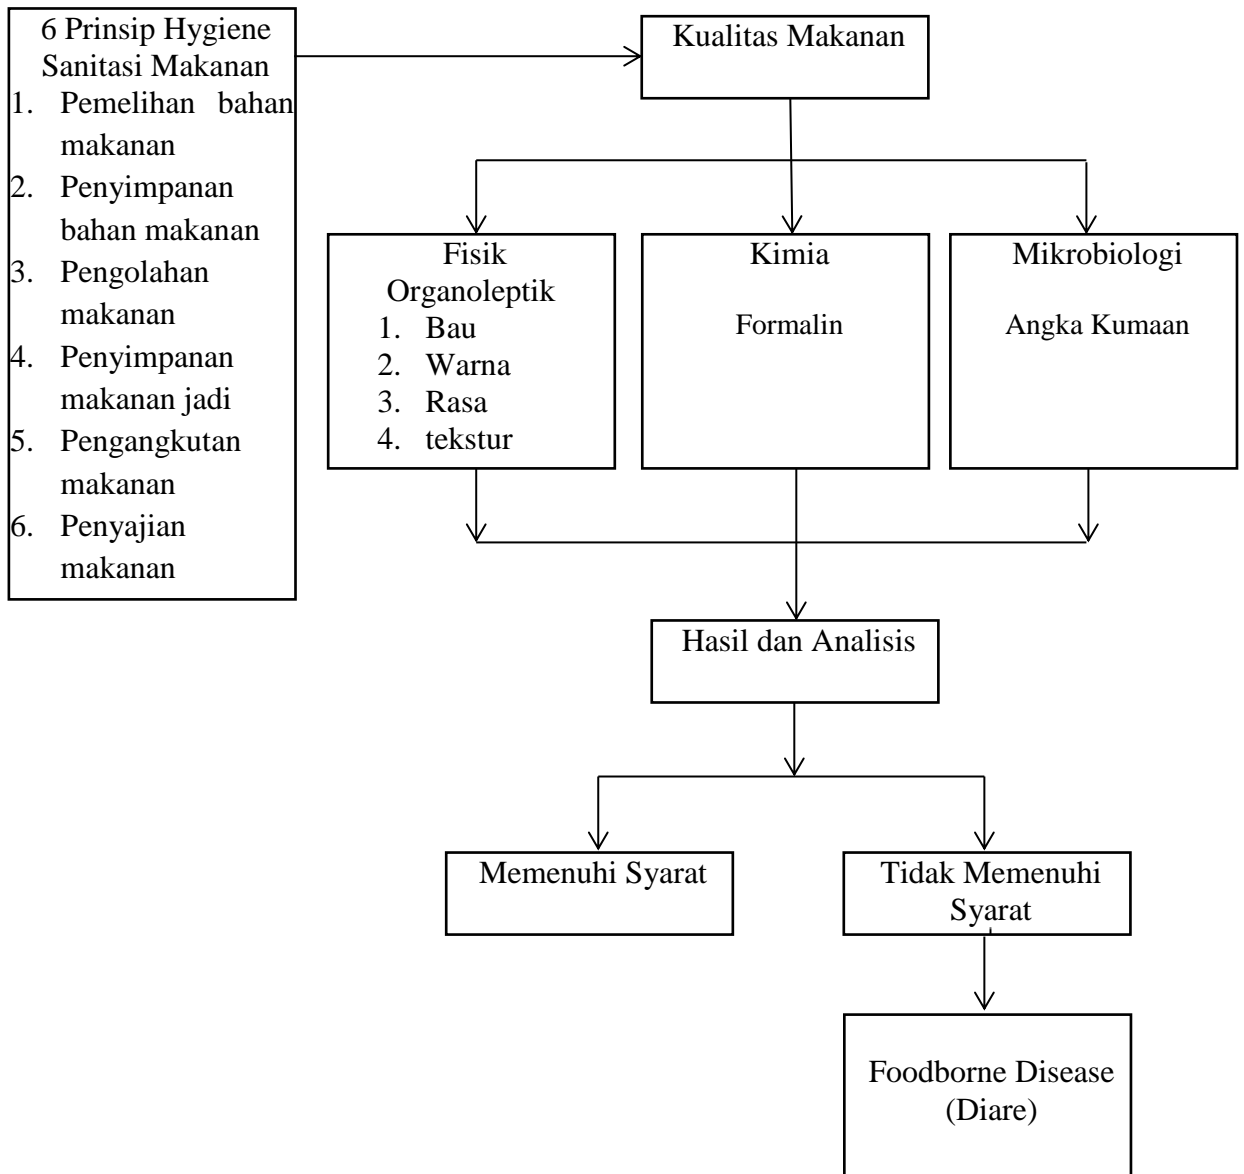 6 Prinsip Hygiene
Sanitasi Makanan
1. Pemelihan bahan
makanan
2. Penyimpanan
bahan makanan
3. Pengolahan
makanan
4. Penyimpanan
makanan jadi
5. Pengangkutan
makanan
6. Penyajian
makanan
Kualitas Makanan
Fisik
Organoleptik
1. Bau
2. Warna
3. Rasa
4. tekstur
Kimia
Formalin
Mikrobiologi
Angka Kumaan
Hasil dan Analisis
Memenuhi Syarat
Tidak Memenuhi
Syarat
Foodborne Disease
(Diare)